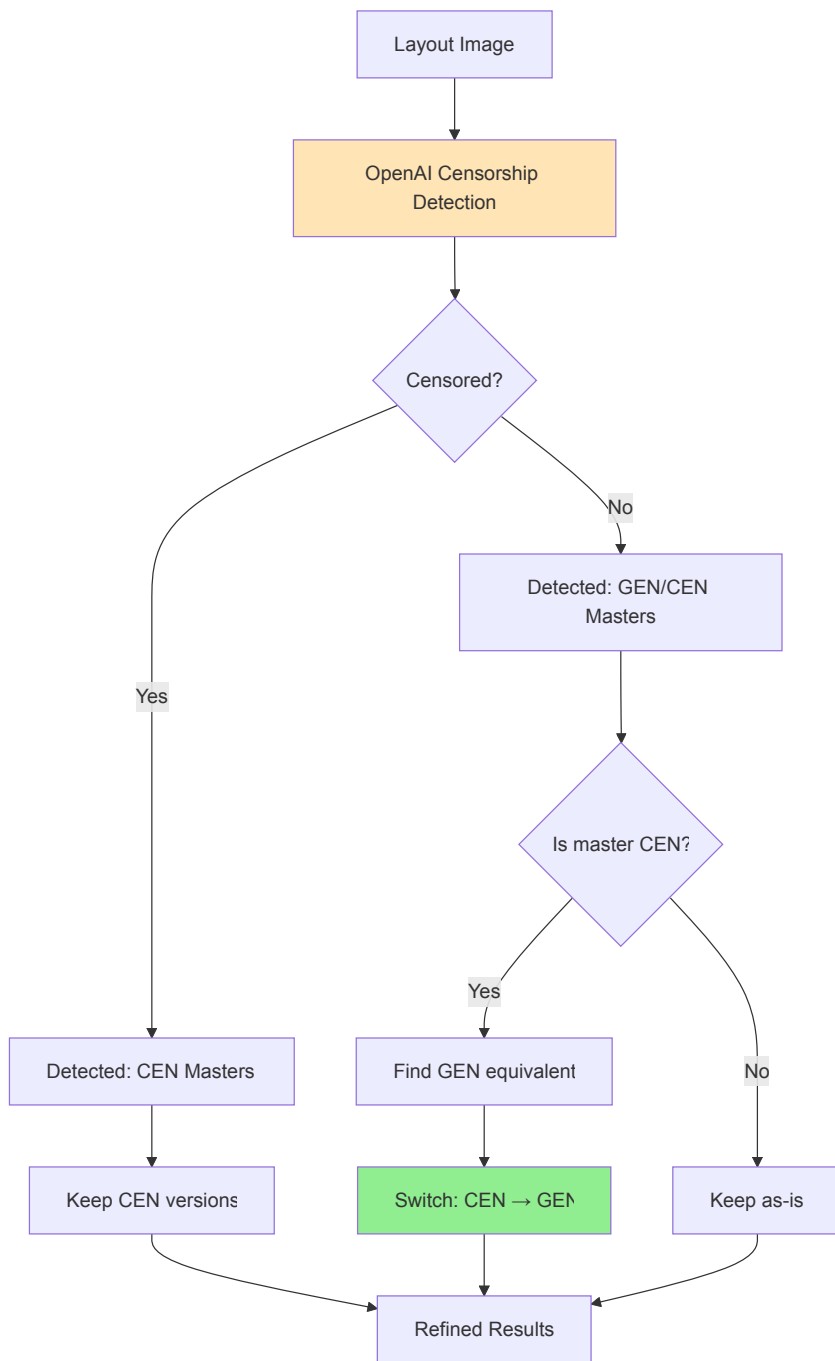 Layout Image
OpenAI Censorship
Detection
Censored?
No
Detected: GEN/CEN
Masters
Yes
Is master CEN?
Yes
No
Detected: CEN Masters
Find GEN equivalent
Keep CEN versions
Switch: CEN → GEN
Keep as-is
Refined Results